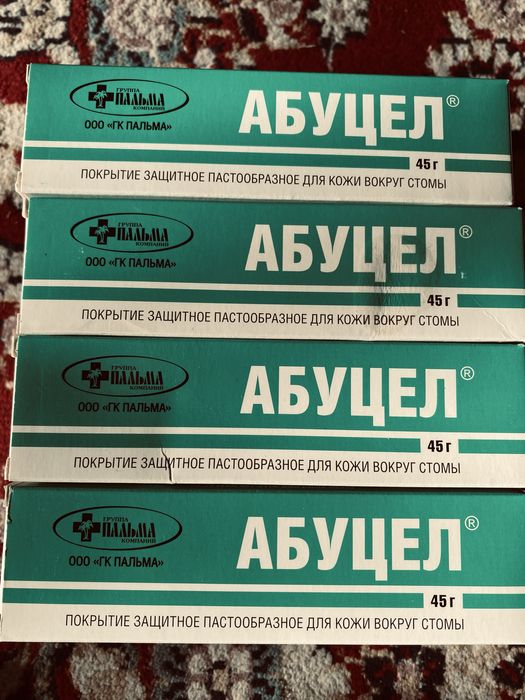 ГРУППА
ПАЛЬМА
КОМПАНИЙ
ООО «ГК ПАЛЬМА»
АБУЦЕЛ®
45 г
ПОКРЫТИЕ ЗАЩИТНОЕ ПАСТООБРАЗНОЕ ДЛЯ КОЖИ ВОКРУГ СТОМЫ
ГРУППА
ПАЛЬМА
КОМПАНИЙ
ООО «ГК ПАЛЬМА»
АБУЦЕЛ®
45 г
ПОКРЫТИЕ ЗАЩИТНОЕ ПАСТООБРАЗНОЕ ДЛЯ КОЖИ ВОКРУГ СТОМЫ
ГРУППА
ПАЛЬМА
КОМПАНИЙ
ООО «ГК ПАЛЬМА»
АБУЦЕЛ®
45 г
ПОКРЫТИЕ ЗАЩИТНОЕ ПАСТООБРАЗНОЕ ДЛЯ КОЖИ ВОКРУГ СТОМЫ
ГРУППА
ПАЛЬМА
КОМПАНИЙ
ООО «ГК ПАЛЬМА»
АБУЦЕЛ®
45 г
ПОКРЫТИЕ ЗАЩИТНОЕ ПАСТООБРАЗНОЕ ДЛЯ КОЖИ ВОКРУГ СТОМЫ